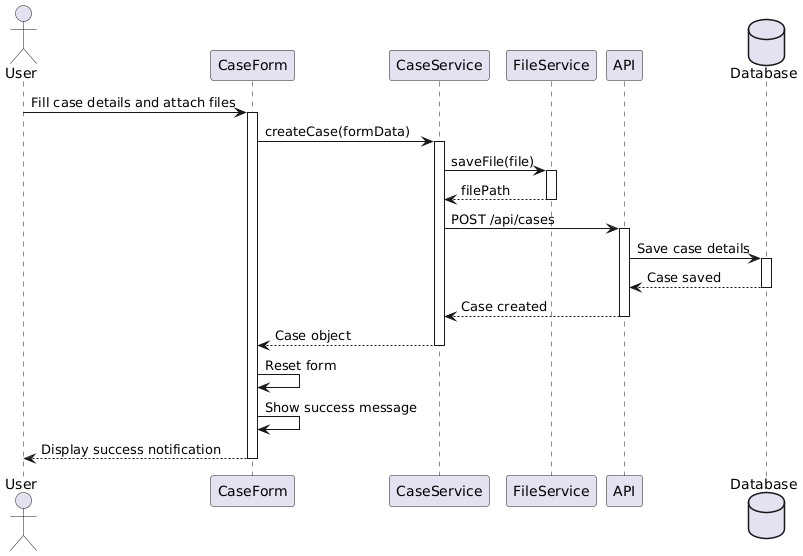 User
CaseForm
CaseService
FileService
API
Database
Fill case details and attach files
createCase(formData)
saveFile(file)
filePath
POST /api/cases
Save case details
Case saved
Case created
Case object
Reset form
Show success message
Display success notification
User
CaseForm
CaseService
FileService
API
Database